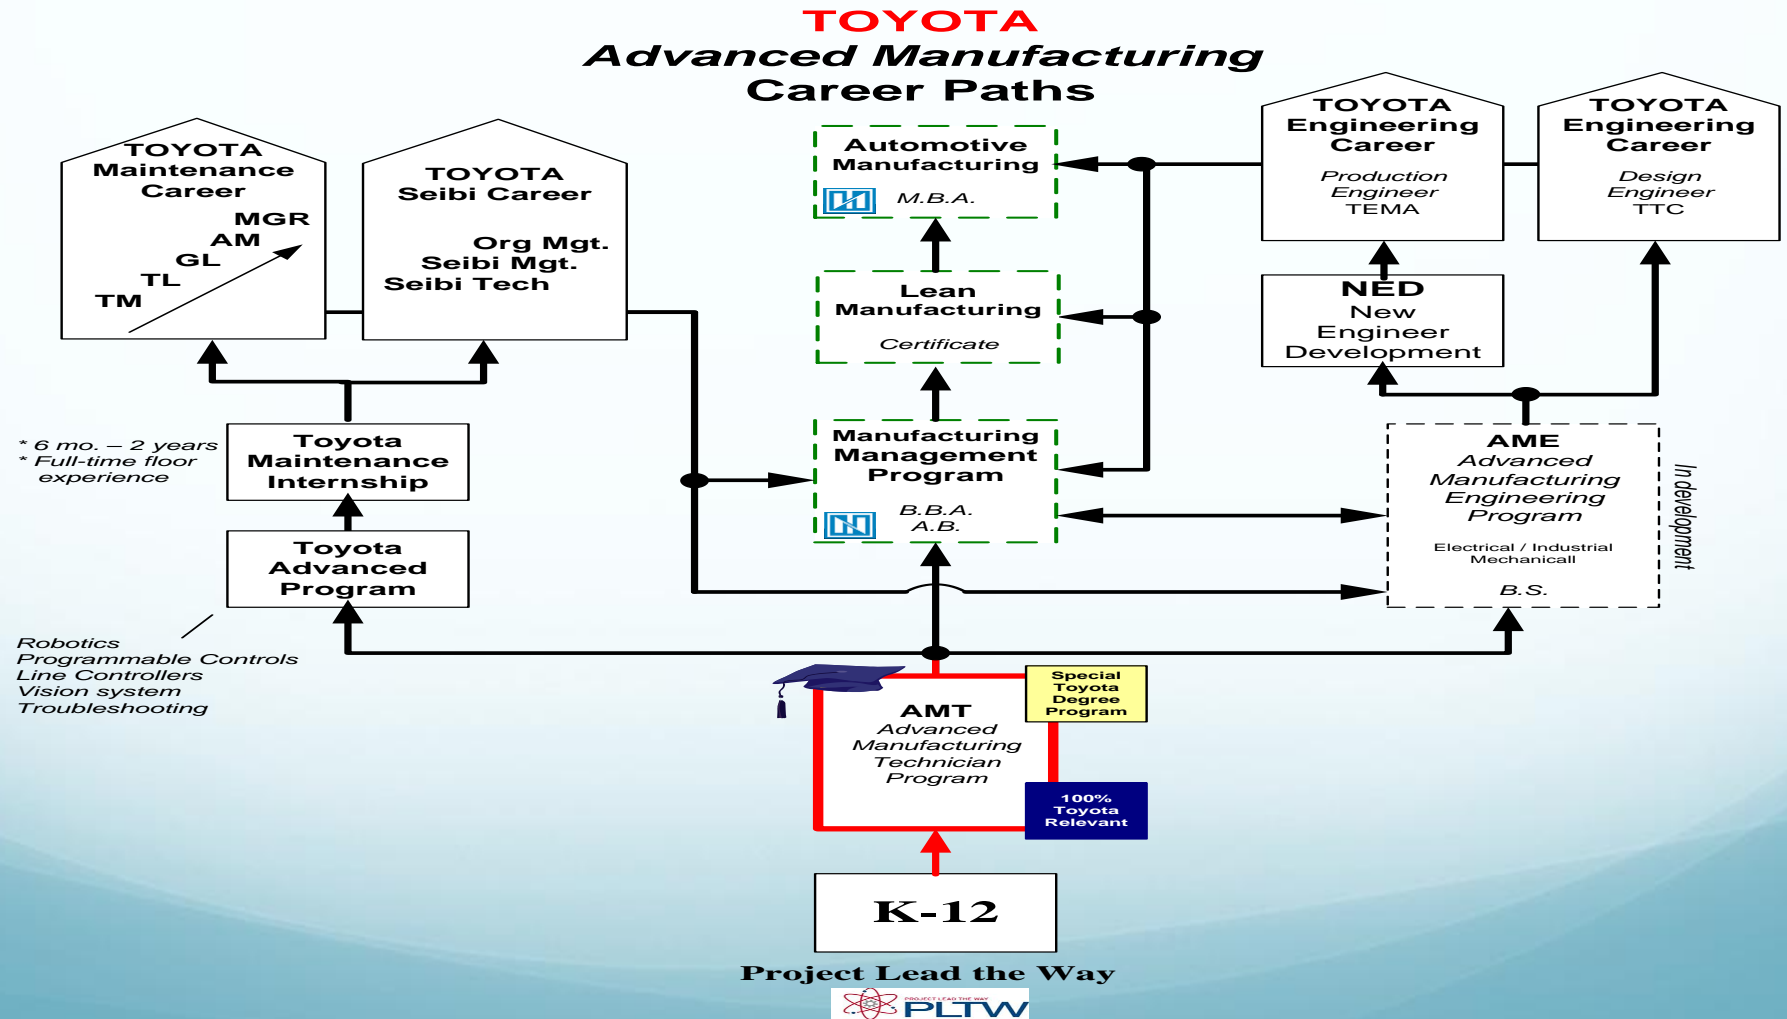 TOYOTA
Advanced Manufacturing
Career Paths
TOYOTA
Maintenance
Career
MGR
AM
GL
TL
TM
TOYOTA
Seibi Career
Org Mgt.
Seibi Mgt.
Seibi Tech
Automotive
Manufacturing
M.B.A.
TOYOTA
Engineering
Career
Production
Engineer
TEMA
TOYOTA
Engineering
Career
Design
Engineer
TTC
Lean
Manufacturing
Certificate
NED
New
Engineer
Development
* 6 mo. – 2 years
* Full-time floor
experience
Toyota
Maintenance
Internship
Manufacturing
Management
Program
B.B.A.
A.B.
AME
Advanced
Manufacturing
Engineering
Program
Electrical / Industrial
Mechanicall
B.S.
In development
Toyota
Advanced
Program
Robotics
Programmable Controls
Line Controllers
Vision system
Troubleshooting
AMT
Advanced
Manufacturing
Technician
Program
Special
Toyota
Degree
Program
100%
Toyota
Relevant
K-12
Project Lead the Way
PROJECT LEAD THE WAY
PLTW